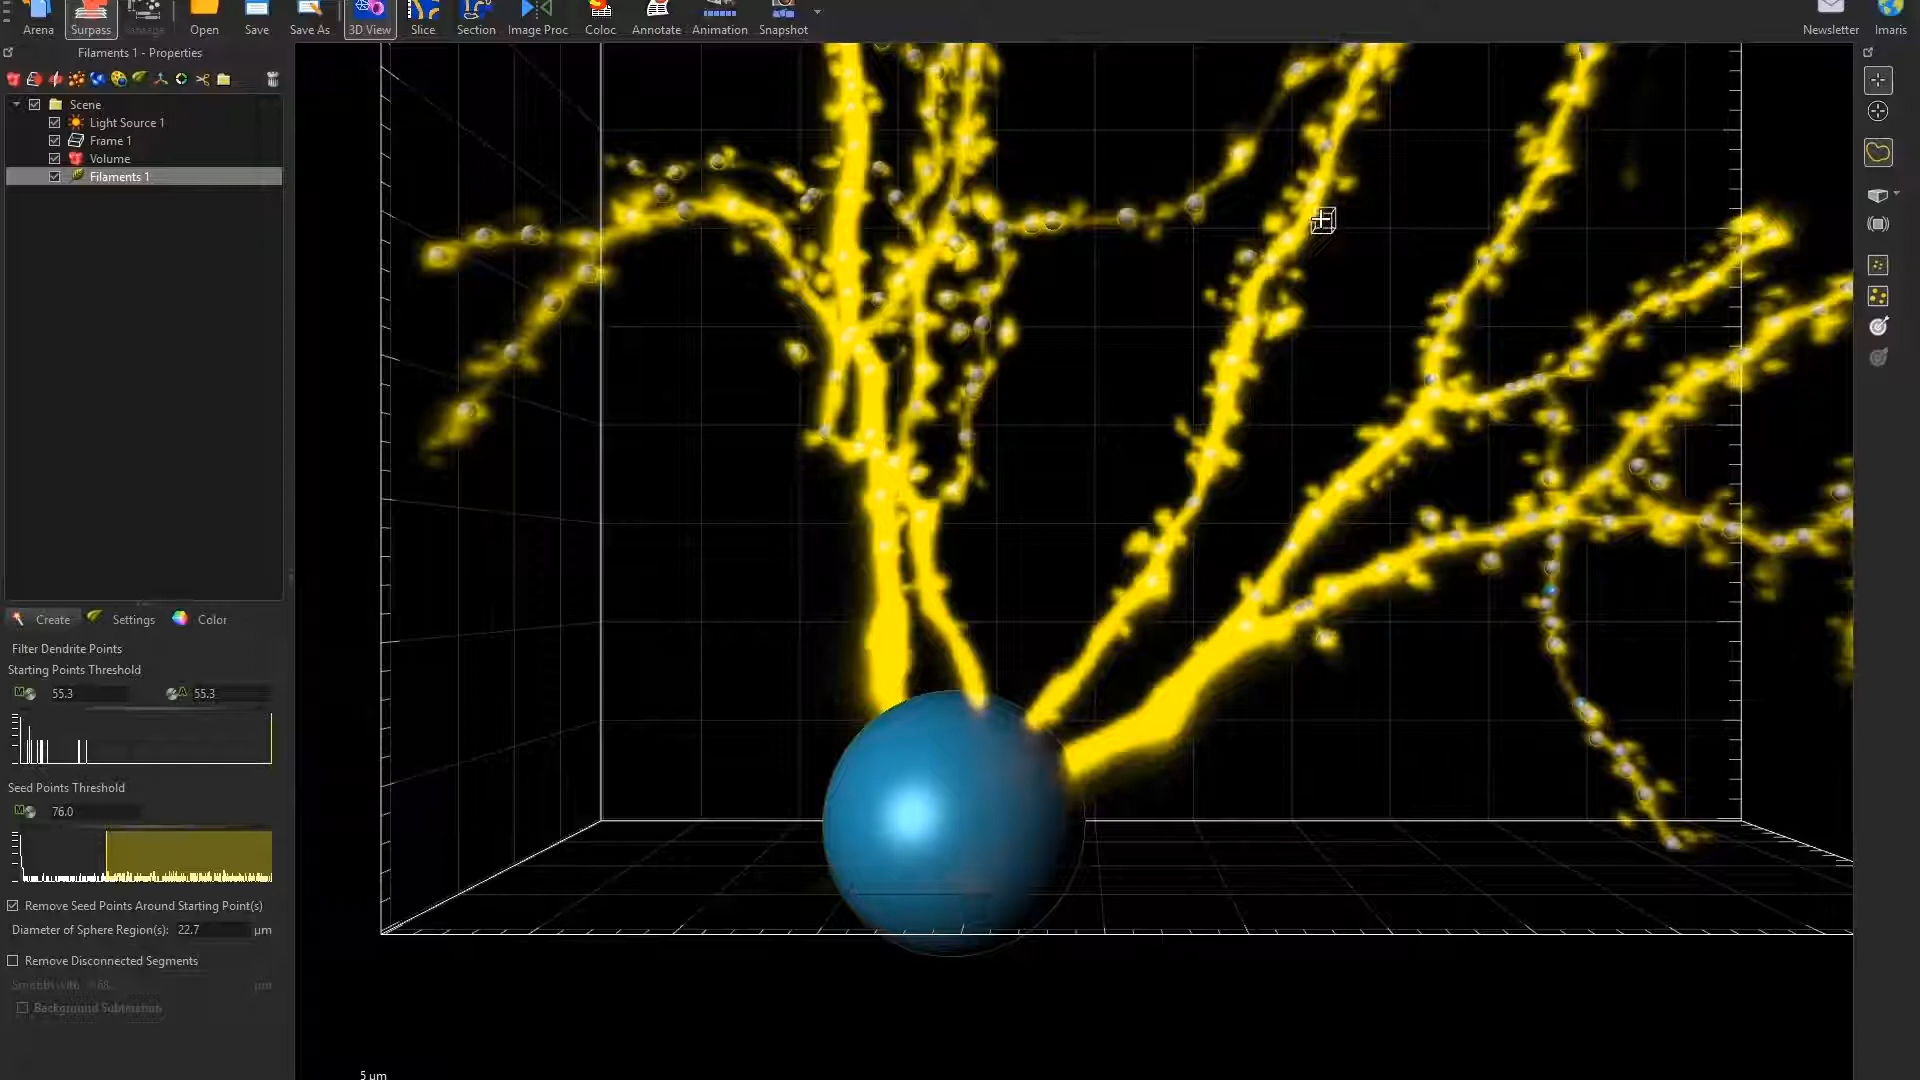 Arena Surpass Open Save Save As 3D View Slice Section Image Proc Coloc Annotate Animation Snapshot Newsletter Imaris
Filaments 1 - Properties
Scene
Light Source 1
Frame 1
Volume
Filaments 1
Create Settings Color
Filter Dendrite Points
Starting Points Threshold
M 55.3 A 55.3
Seed Points Threshold
M 76.0
Remove Seed Points Around Starting Point(s)
Diameter of Sphere Region(s): 22.7 µm
Remove Disconnected Segments
µm
Background Subtraction
5 µm